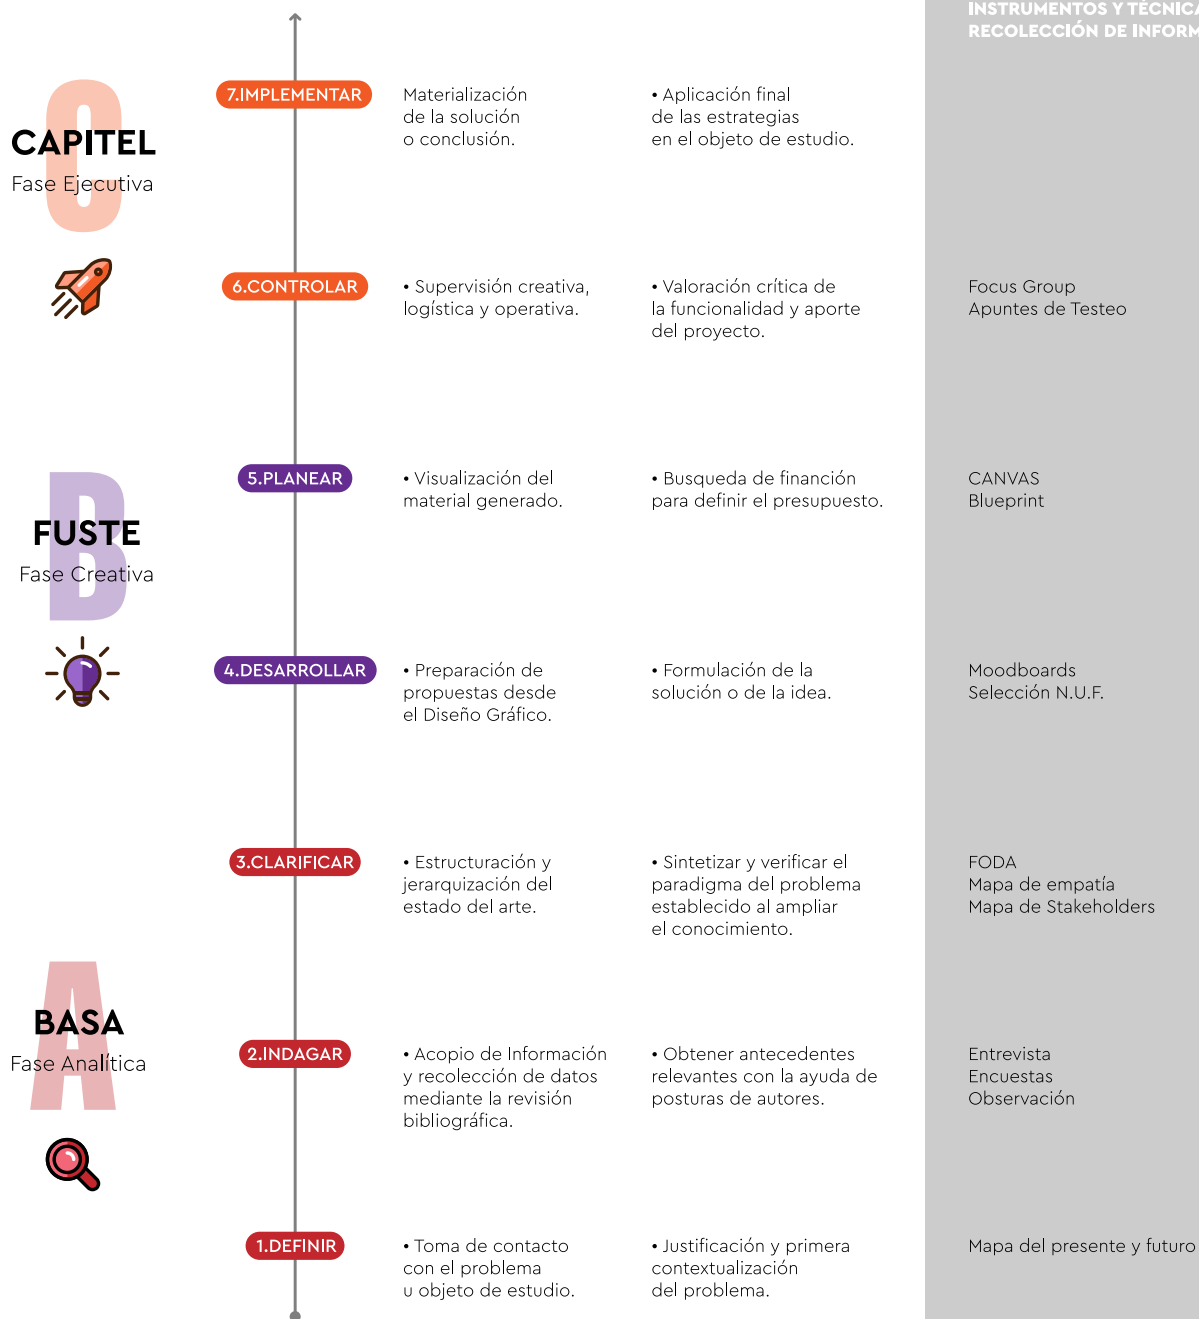 INSTRUMENTOS Y
RECOLECCIÓN DE
C
CAPITEL
Fase Ejecutiva
7.IMPLEMENTAR
Materialización
de la solución
o conclusión.
• Aplicación final
de las estrategias
en el objeto de estudio.
6.CONTROLAR
• Supervisión creativa,
logística y operativa.
• Valoración crítica de
la funcionalidad y aporte
del proyecto.
Focus Group
Apuntes de Testeo
B
FUSTE
Fase Creativa
5.PLANEAR
• Visualización del
material generado.
• Busqueda de financión
para definir el presupuesto.
CANVAS
Blueprint
4.DESARROLLAR
• Preparación de
propuestas desde
el Diseño Gráfico.
• Formulación de la
solución o de la idea.
Moodboards
Selección N.U.F.
3.CLARIFICAR
• Estructuración y
jerarquización del
estado del arte.
• Sintetizar y verificar el
paradigma del problema
establecido al ampliar
el conocimiento.
FODA
Mapa de empatía
Mapa de Stakeholders
A
BASA
Fase Analítica
2.INDAGAR
• Acopio de Información
y recolección de datos
mediante la revisión
bibliográfica.
• Obtener antecedentes
relevantes con la ayuda de
posturas de autores.
Entrevista
Encuestas
Observación
1.DEFINIR
• Toma de contacto
con el problema
u objeto de estudio.
• Justificación y primera
contextualización
del problema.
Mapa del presente y futuro